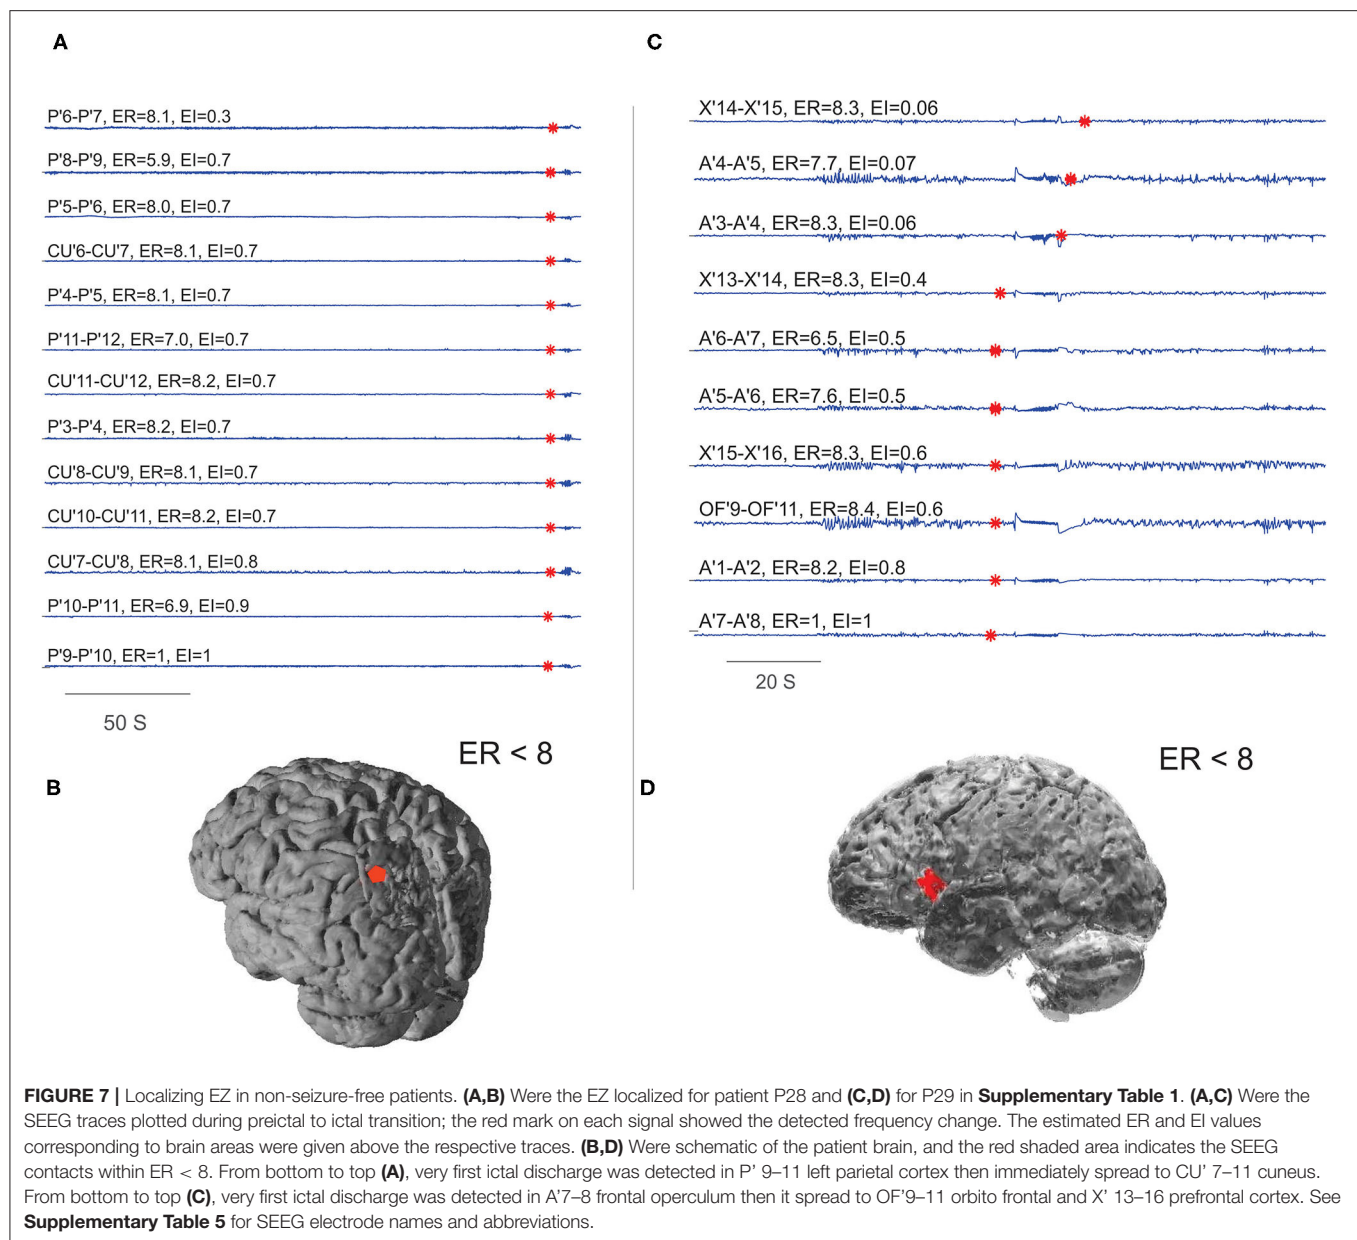 A
P'6-P'7, ER=8.1, EI=0.3
P'8-P'9, ER=5.9, EI=0.7
P'5-P'6, ER=8.0, EI=0.7
CU'6-CU'7, ER=8.1, EI=0.7
P'4-P'5, ER=8.1, EI=0.7
P'11-P'12, ER=7.0, EI=0.7
CU'11-CU'12, ER=8.2, EI=0.7
P'3-P'4, ER=8.2, EI=0.7
CU'8-CU'9, ER=8.1, EI=0.7
CU'10-CU'11, ER=8.2, EI=0.7
CU'7-CU'8, ER=8.1, EI=0.8
P'10-P'11, ER=6.9, EI=0.9
P'9-P'10, ER=1, EI=1
50 S
C
X'14-X'15, ER=8.3, EI=0.06
A'4-A'5, ER=7.7, EI=0.07
A'3-A'4, ER=8.3, EI=0.06
X'13-X'14, ER=8.3, EI=0.4
A'6-A'7, ER=6.5, EI=0.5
A'5-A'6, ER=7.6, EI=0.5
X'15-X'16, ER=8.3, EI=0.6
OF'9-OF'11, ER=8.4, EI=0.6
A'1-A'2, ER=8.2, EI=0.8
A'7-A'8, ER=1, EI=1
20 S
B
ER < 8
D
ER < 8
FIGURE 7 | Localizing EZ in non-seizure-free patients. (A,B) Were the EZ localized for patient P28 and (C,D) for P29 in Supplementary Table 1. (A,C) Were the
SEEG traces plotted during preictal to ictal transition; the red mark on each signal showed the detected frequency change. The estimated ER and EI values
corresponding to brain areas were given above the respective traces. (B,D) Were schematic of the patient brain, and the red shaded area indicates the SEEG
contacts within ER < 8. From bottom to top (A), very first ictal discharge was detected in P' 9–11 left parietal cortex then immediately spread to CU' 7–11 cuneus.
From bottom to top (C), very first ictal discharge was detected in A'7–8 frontal operculum then it spread to OF'9–11 orbito frontal and X' 13–16 prefrontal cortex. See
Supplementary Table 5 for SEEG electrode names and abbreviations.